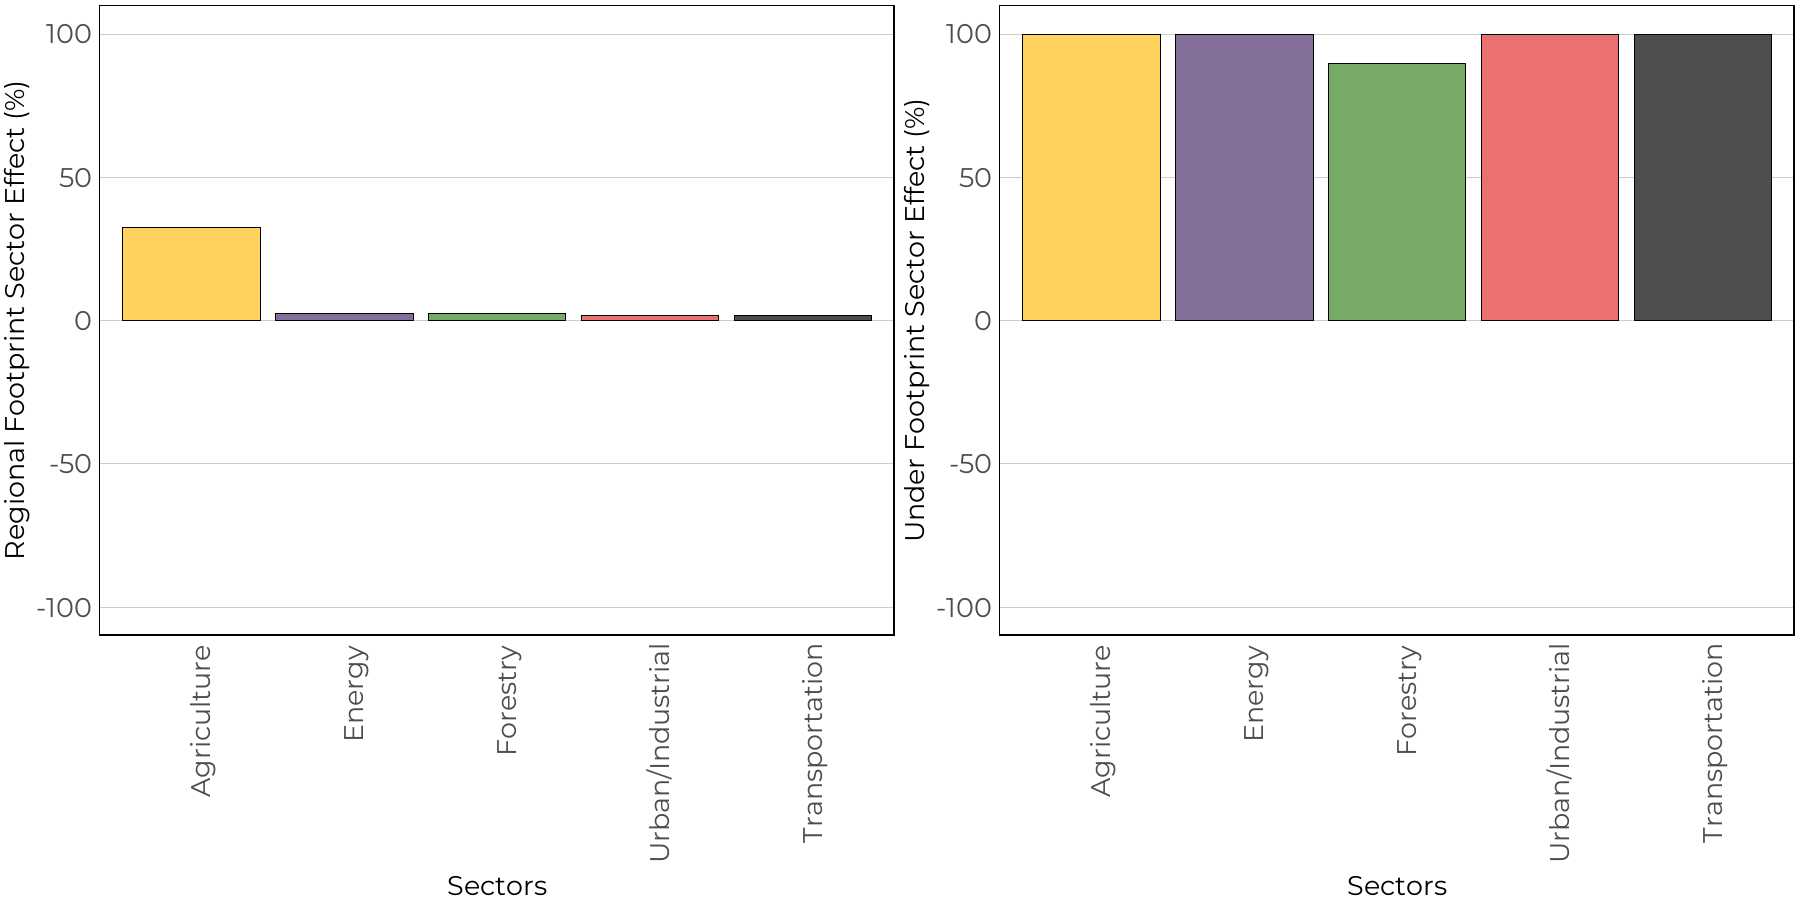 Regional Footprint Sector Effect (%)
100
50
0
-50
-100
Agriculture
Energy
Forestry
Urban/Industrial
Transportation
Sectors
Under Footprint Sector Effect (%)
100
50
0
-50
-100
Agriculture
Energy
Forestry
Urban/Industrial
Transportation
Sectors